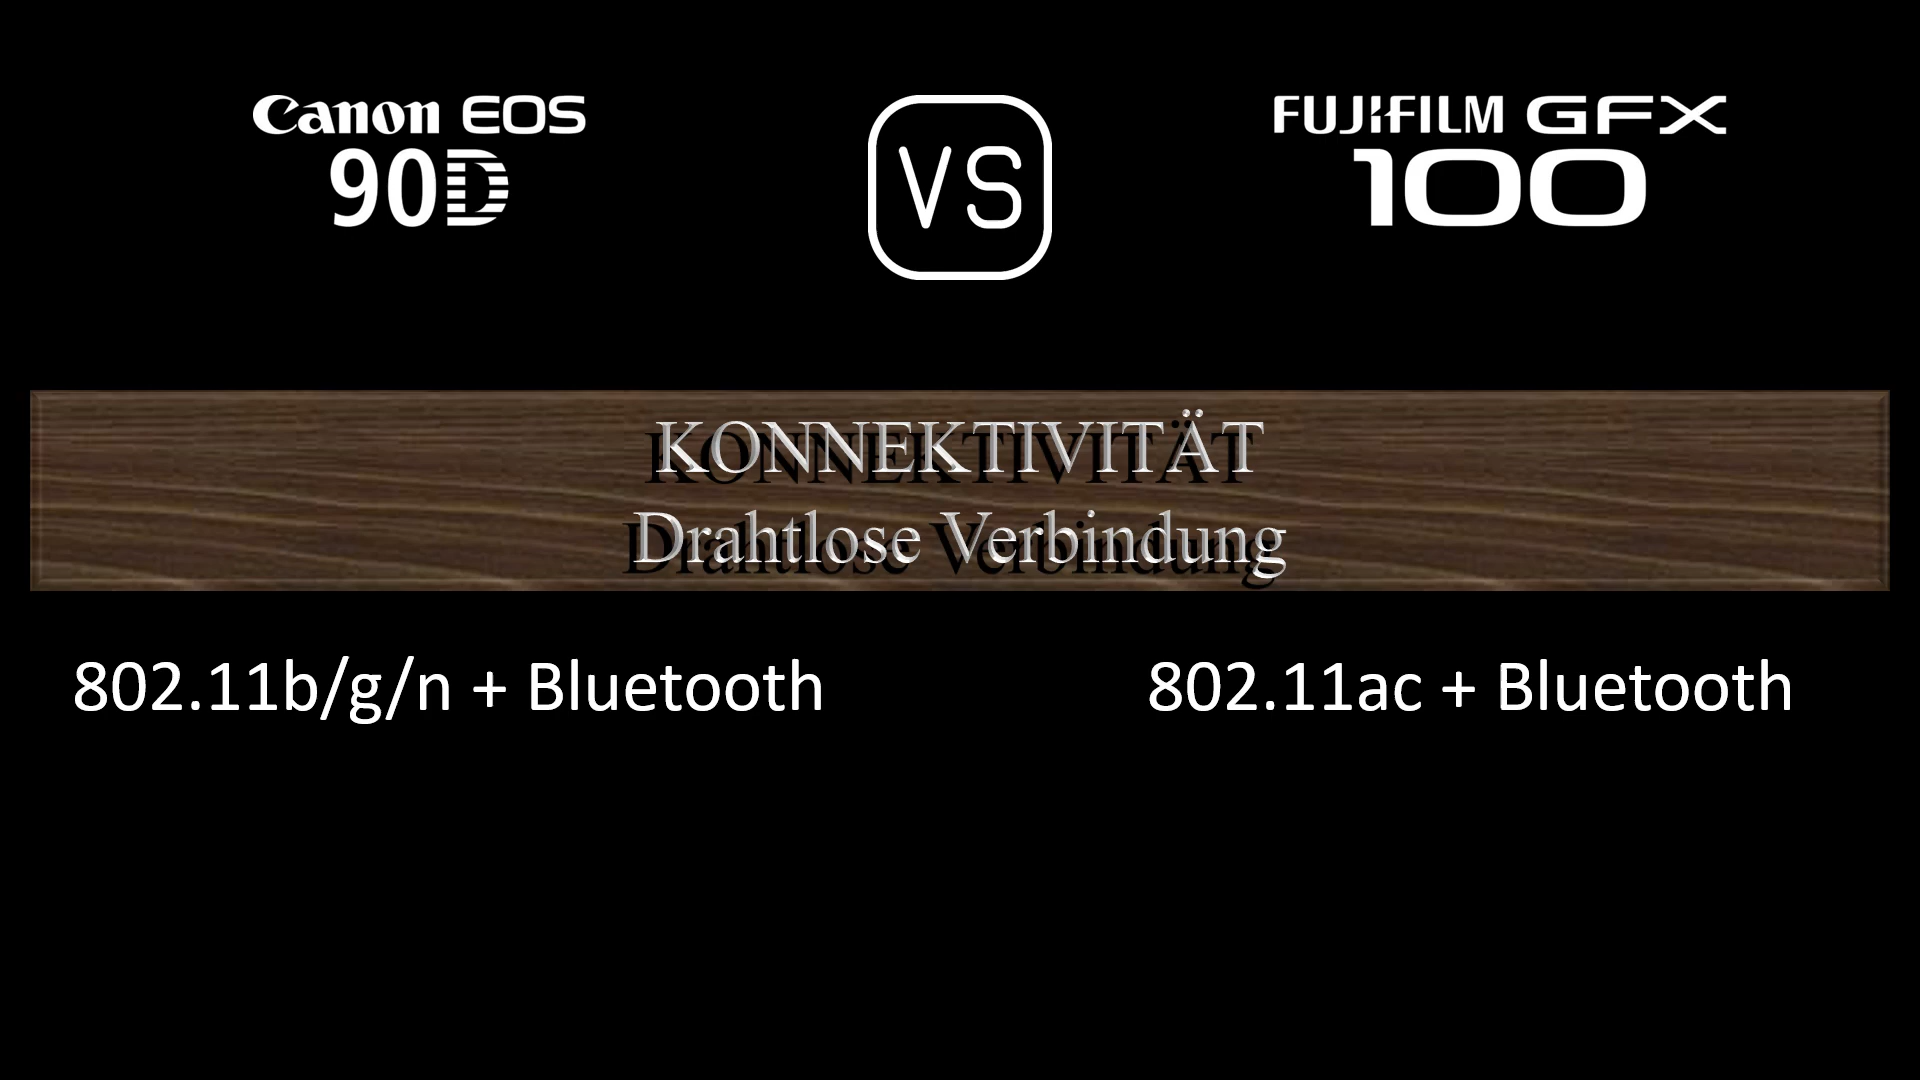 Canon EOS
90D
VS
FUJIFILM GFX
100
KONNEKTIVITÄT
Drahtlose Verbindung
802.11b/g/n + Bluetooth
802.11ac + Bluetooth